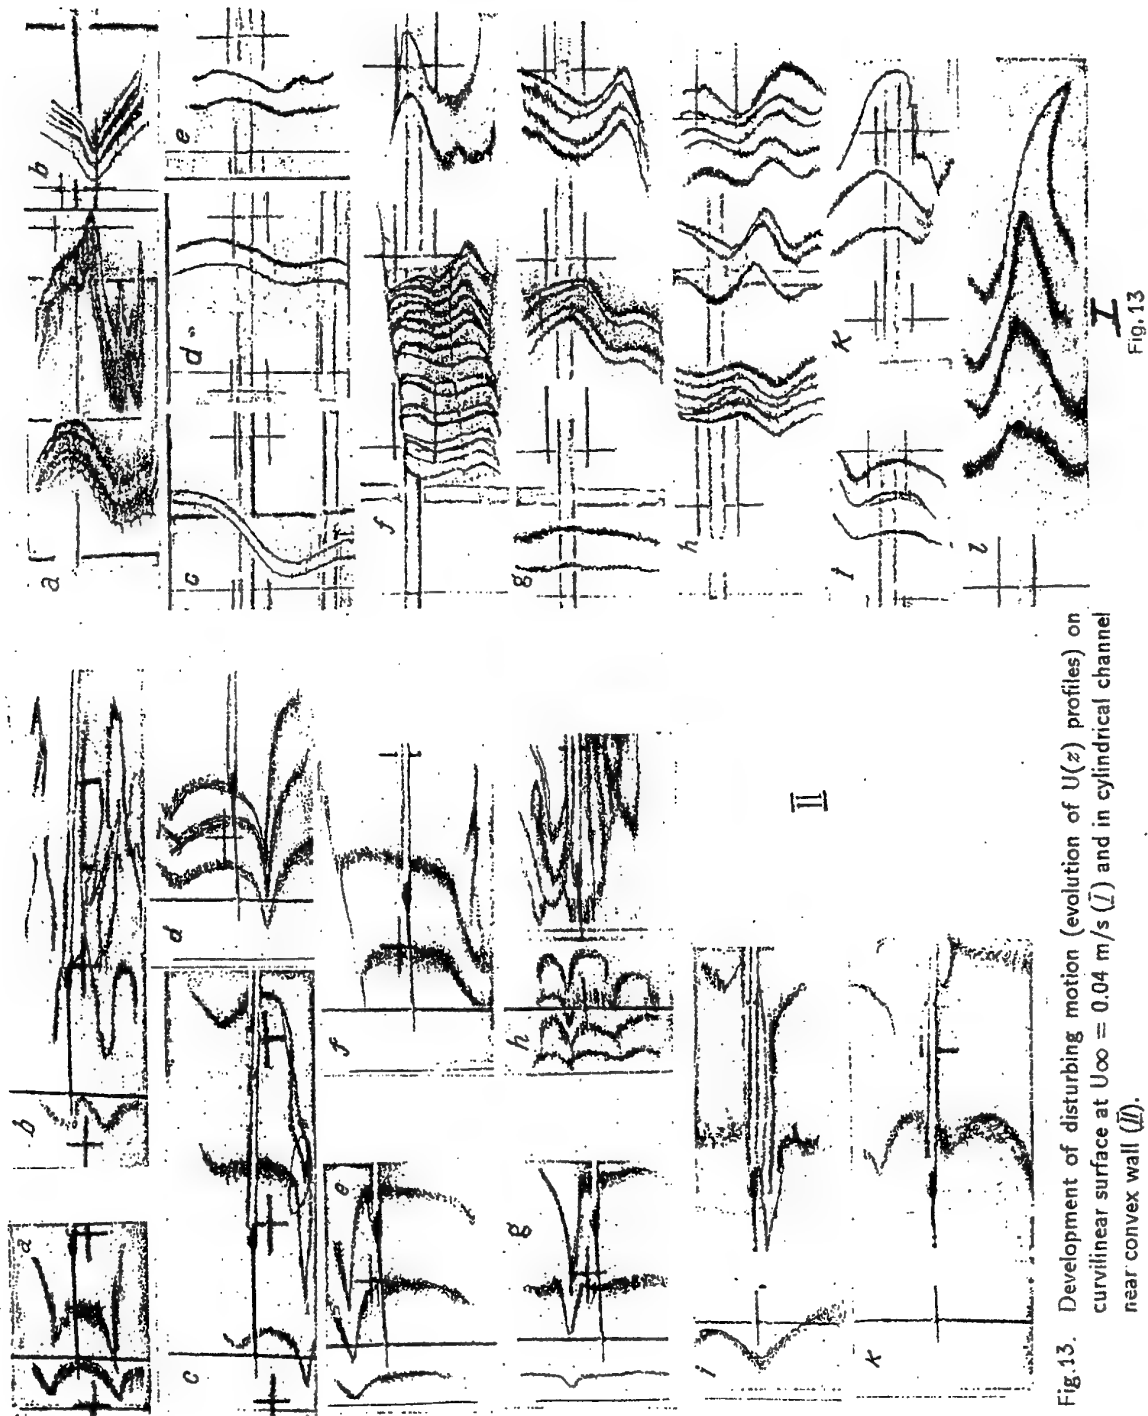 a
b
c
d
e
f
g
h
i
k
l
I
Fig. 13
a
b
c
d
e
f
g
h
i
k
II
Fig.13. Development of disturbing motion (evolution of U(z) profiles) on
curvilinear surface at U∞ = 0.04 m/s (I) and in cylindrical channel
near convex wall (II).